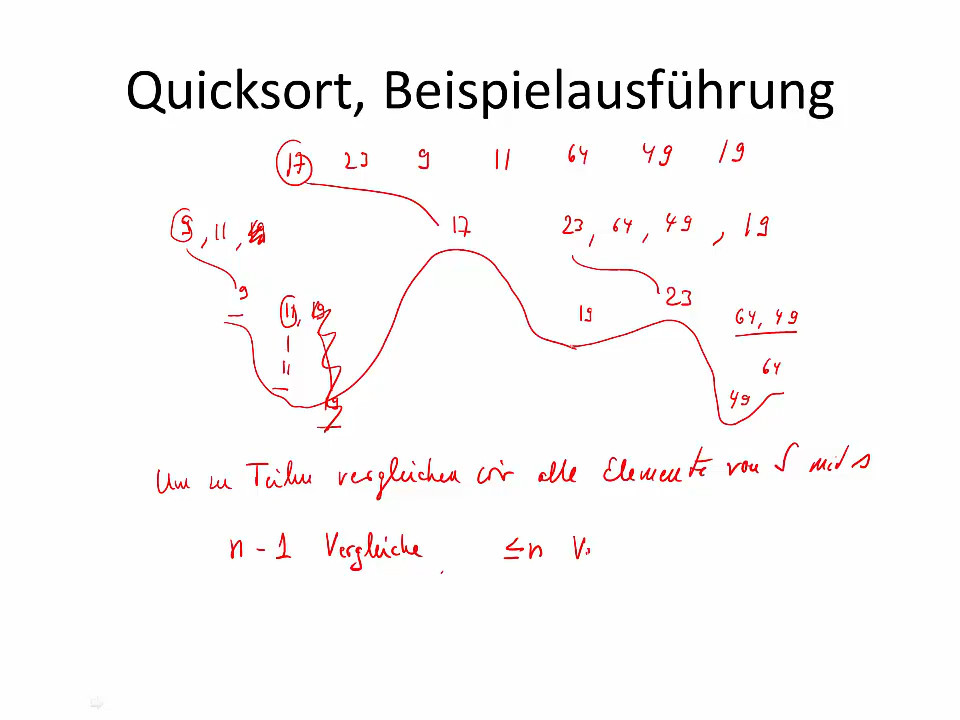 Quicksort, Beispielausführung
17 23 9 11 64 49 19
9, 11, 17 23, 64, 49, 19
9 11, 19 23
19 64, 49
11 64
19 49
Um zu Teilen vergleichen wir alle Elemente von S mit s
n - 1 Vergleiche ≤ n V